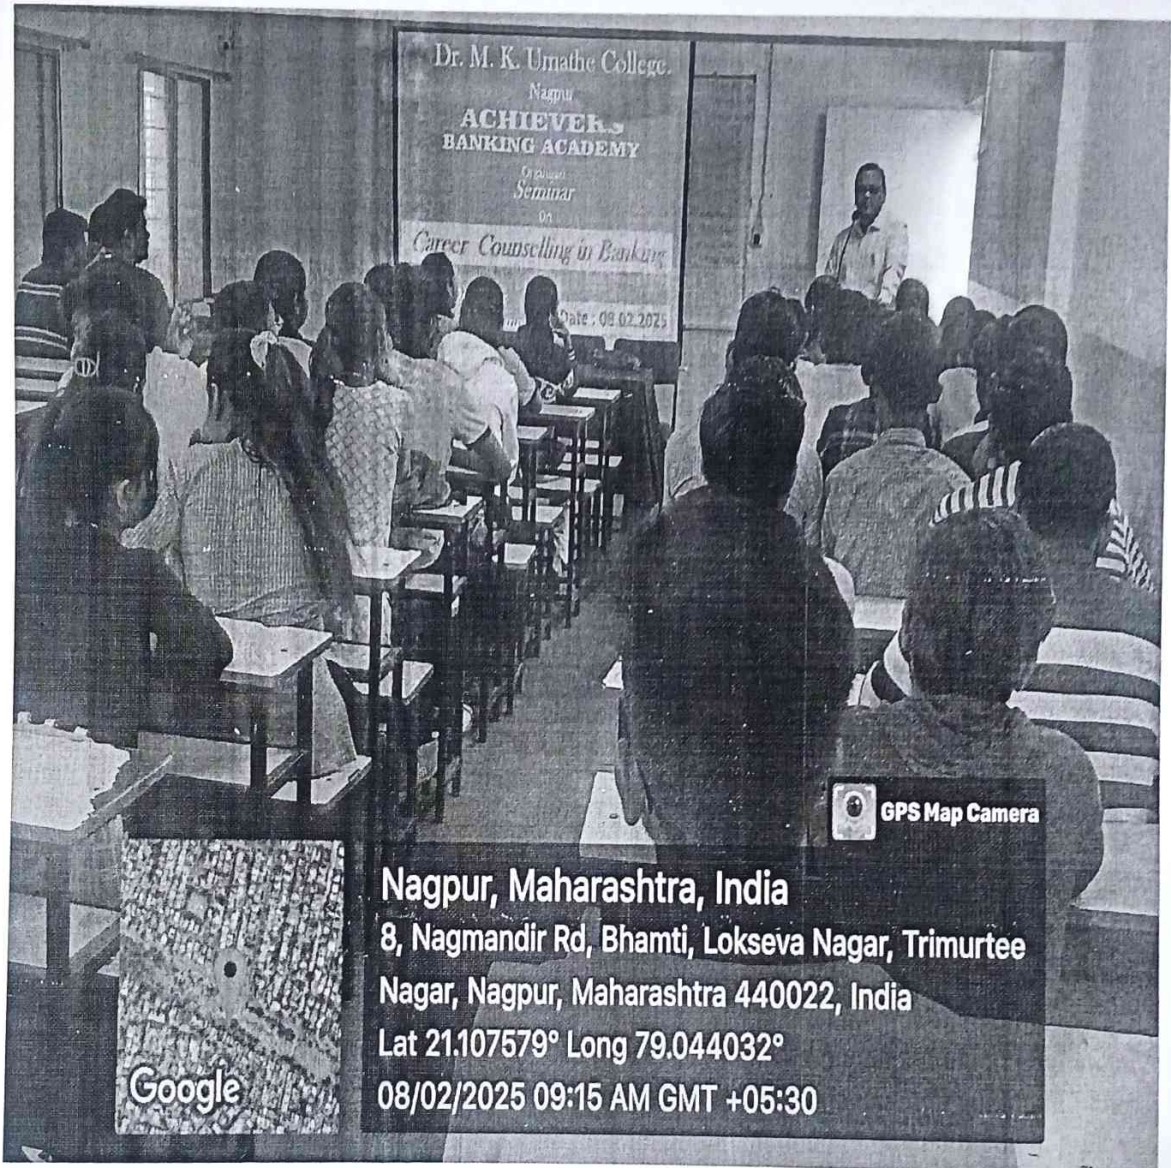 Dr. M. K. Umathe College.
Nagpur
ACHIEVERS
BANKING ACADEMY
Organised
Seminar
On
Career Counselling in Banking
Date : 08.02.2025
GPS Map Camera
Nagpur, Maharashtra, India
8, Nagmandir Rd, Bhamti, Lokseva Nagar, Trimurtee
Nagar, Nagpur, Maharashtra 440022, India
Lat 21.107579° Long 79.044032°
08/02/2025 09:15 AM GMT +05:30
Google